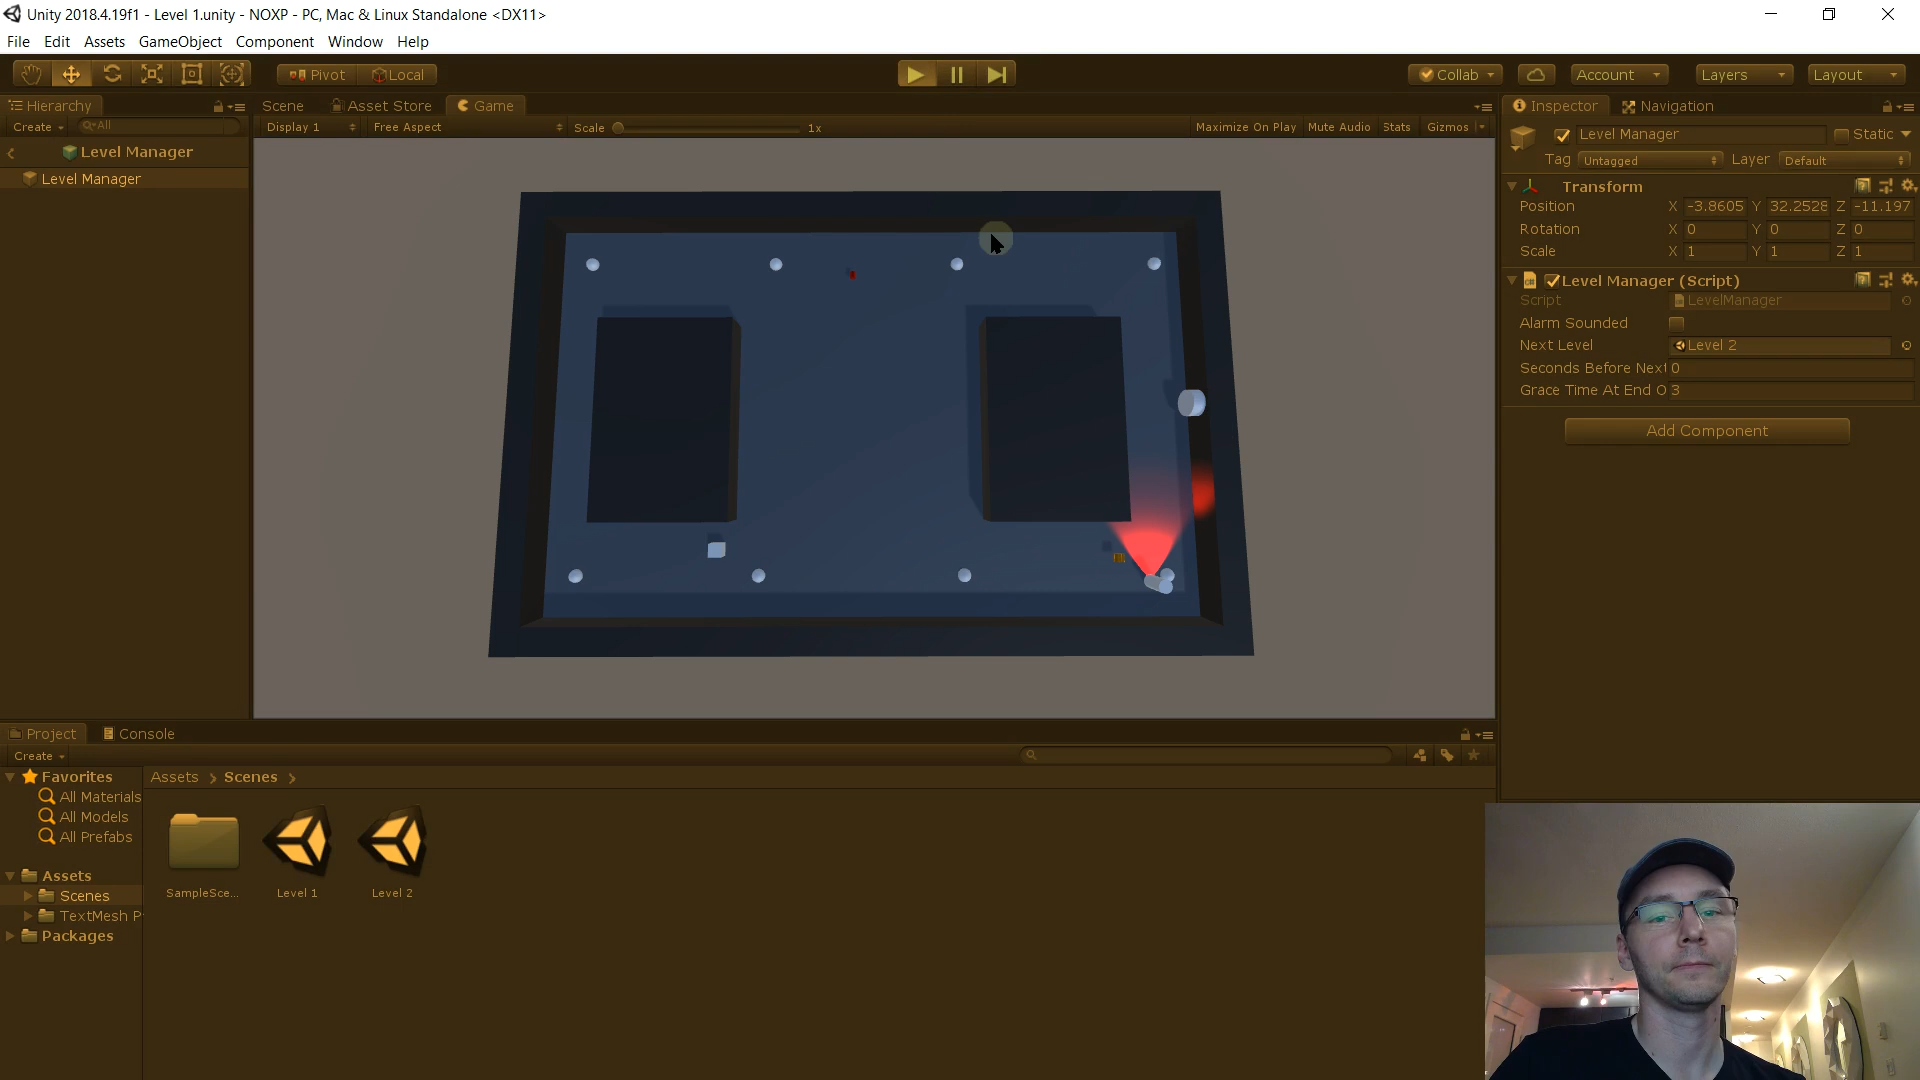 Unity 2018.4.19f1 - Level 1.unity - NOXP - PC, Mac & Linux Standalone <DX11>
File Edit Assets GameObject Component Window Help
Pivot Local Collab Account Layers Layout
Hierarchy Scene Asset Store Game Inspector Navigation
Create All Display 1 Free Aspect Scale 1x Maximize On Play Mute Audio Stats Gizmos
Level Manager
Level Manager
Level Manager Static
Tag Untagged Layer Default
Transform
Position X -3.8605 Y 32.2528 Z -11.197
Rotation X 0 Y 0 Z 0
Scale X 1 Y 1 Z 1
Level Manager (Script)
Script LevelManager
Alarm Sounded
Next Level Level 2
Seconds Before Next 0
Grace Time At End O 3
Add Component
Project Console
Create
Favorites
All Materials
All Models
All Prefabs
Assets
Scenes
TextMesh P
Packages
Assets > Scenes >
SampleSce... Level 1 Level 2